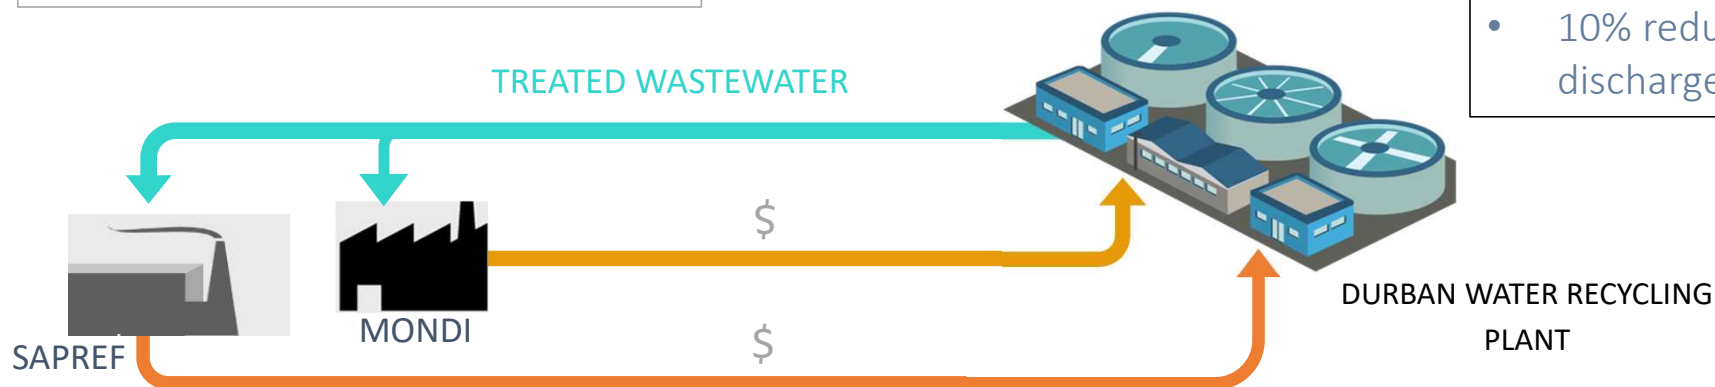 • 10% redu
discharge
TREATED WASTEWATER
$
MONDI
SAPREF
$
DURBAN WATER RECYCLING
PLANT